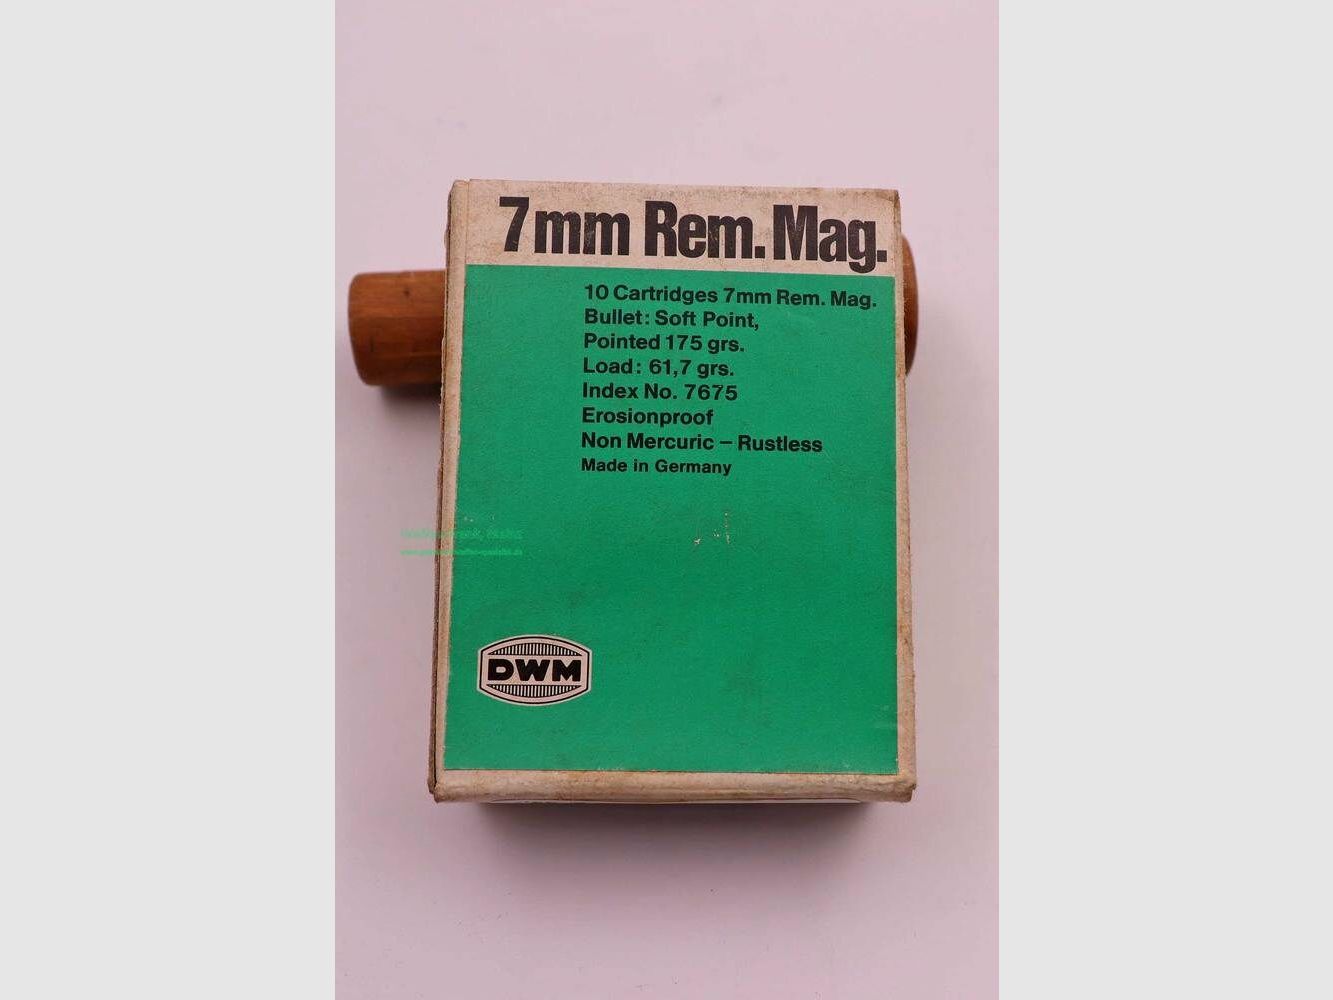 7mm Rem. Mag.
10 Cartridges 7mm Rem. Mag.
Bullet: Soft Point,
Pointed 175 grs.
Load: 61,7 grs.
Index No. 7675
Erosionproof
Non Mercuric – Rustless
Made in Germany
DWM